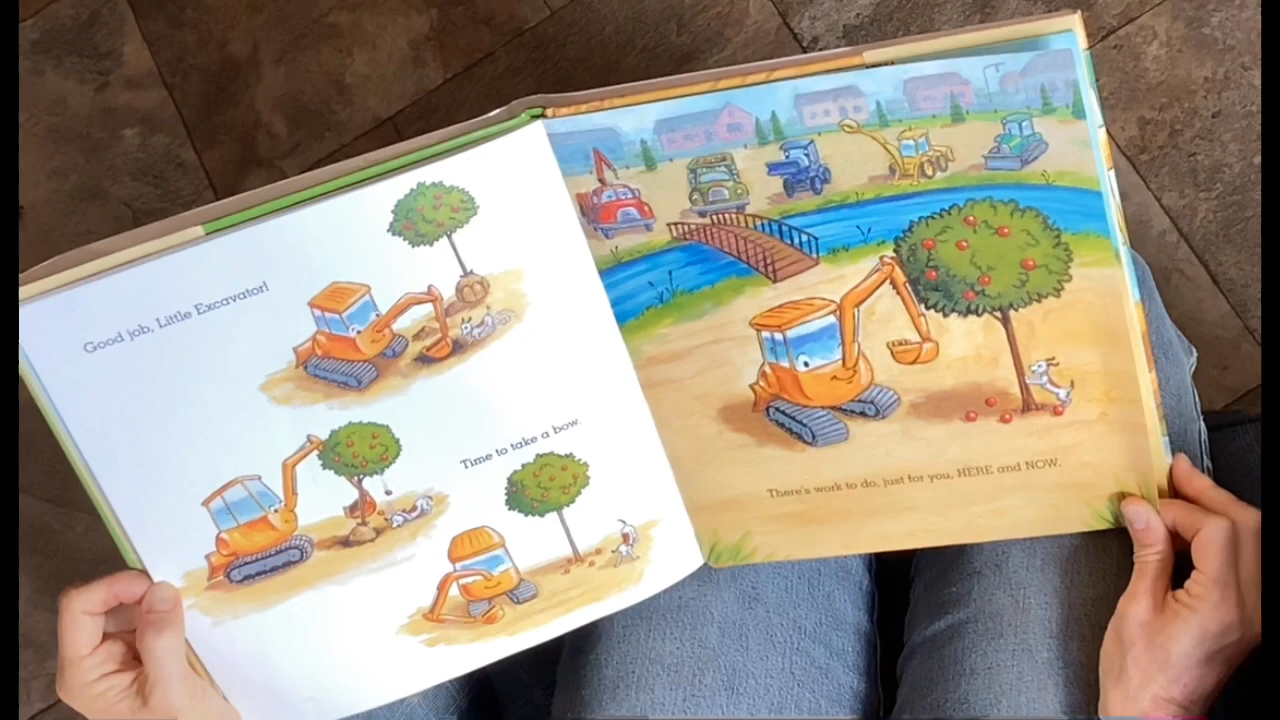 Good job, Little Excavator!
Time to take a bow.
There's work to do, just for you, HERE and NOW.